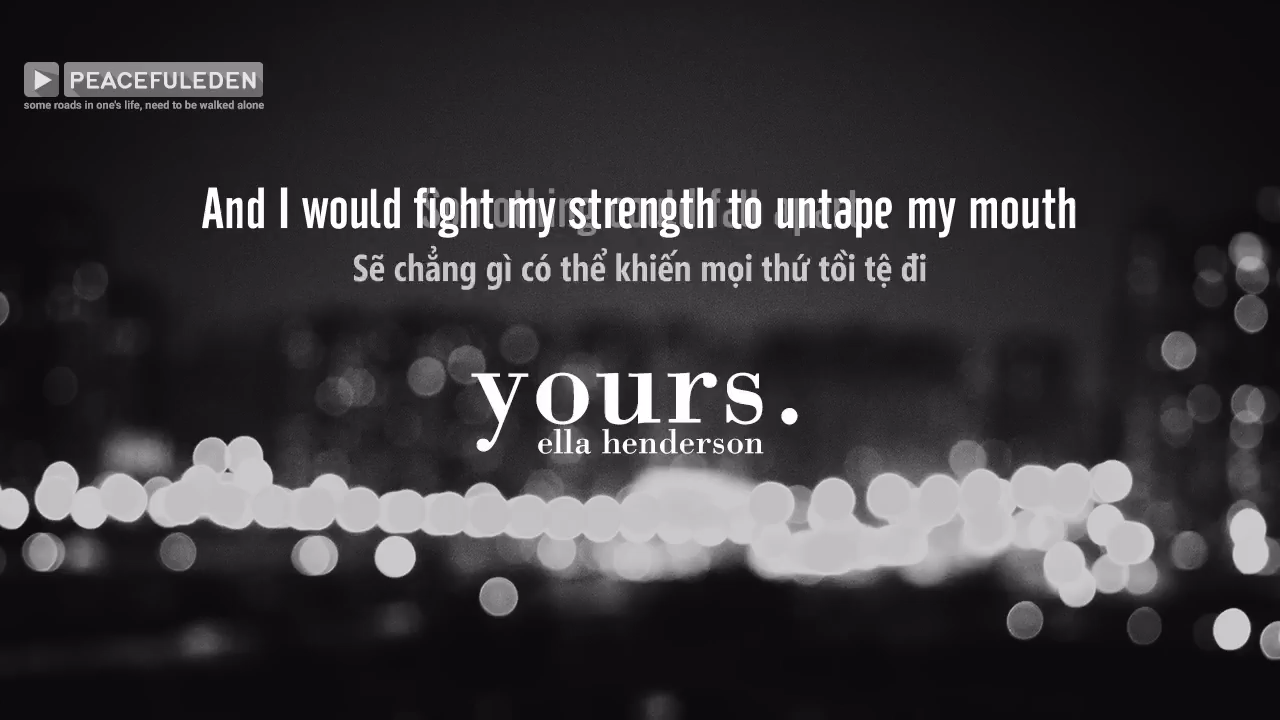 PEACEFULEDEN
some roads in one's life, need to be walked alone
And I would fight my strength to untape my mouth
Sẽ chẳng gì có thể khiến mọi thứ tồi tệ đi
yours.
ella henderson